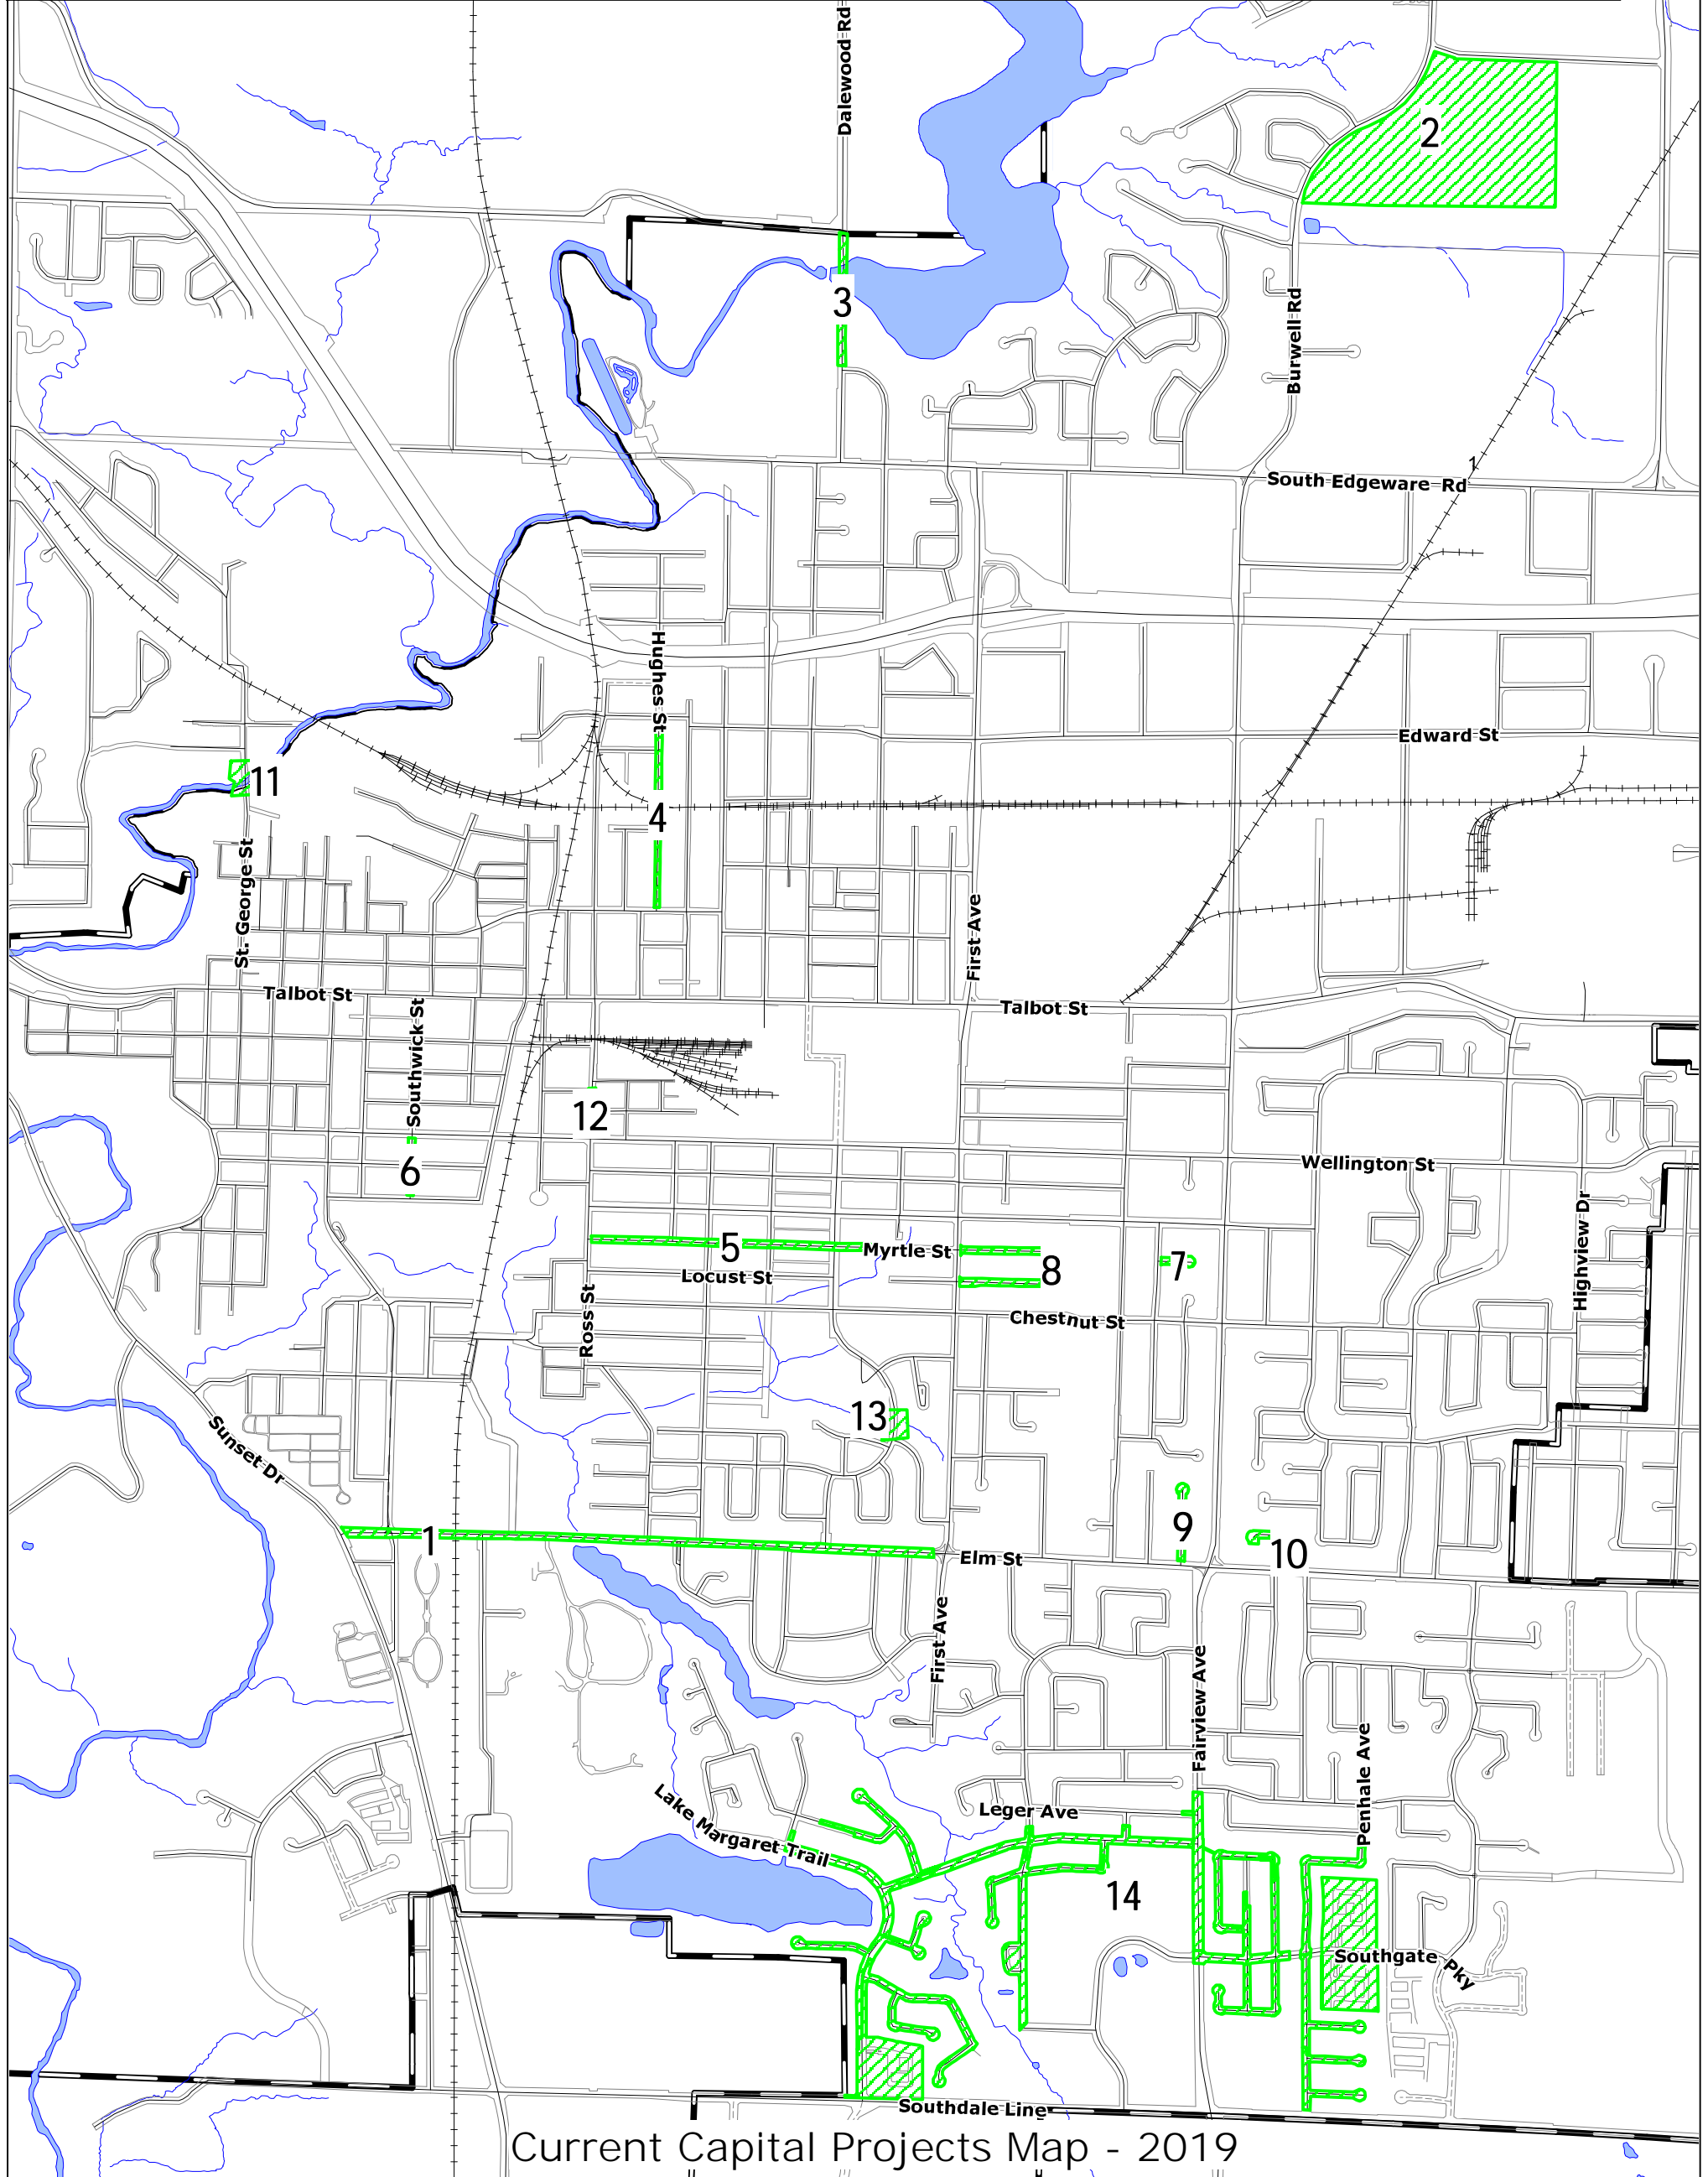 Dalewood Rd
2
3
Burwell Rd
1
South Edgeware Rd
Hughes St
Edward St
11
4
St. George St
First Ave
Talbot St
Southwick St
Talbot St
12
6
Wellington St
Highview Dr
5
Myrtle St
8
7
Locust St
Ross St
Chestnut St
13
Sunset Dr
1
9
10
Elm St
First Ave
Fairview Ave
Penhale Ave
Lake Margaret Trail
Leger Ave
14
Southgate Pky
Southdale Line
Current Capital Projects Map - 2019